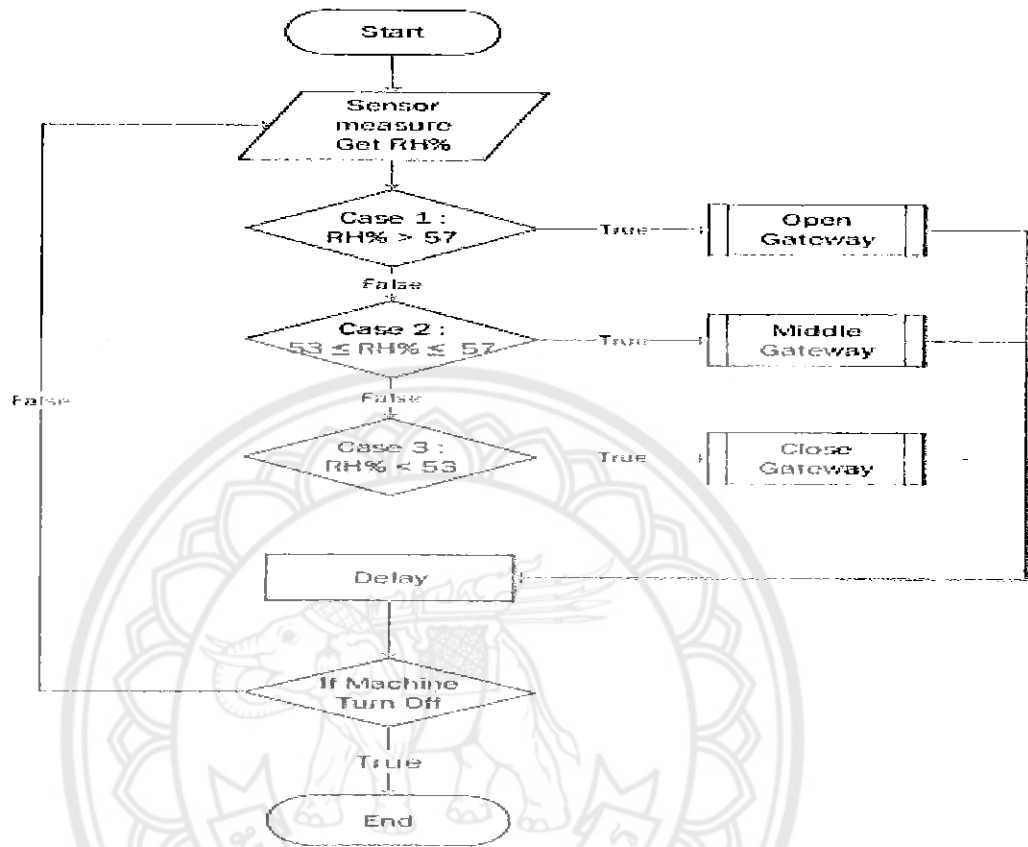 Start
Sensor
measure
Get RH%
Case 1 :
RH% > 57
True
Open
Gateway
False
Case 2 :
53 ≤ RH% ≤ 57
True
Middle
Gateway
False
False
Case 3 :
RH% < 53
True
Close
Gateway
Delay
If Machine
Turn Off
True
End